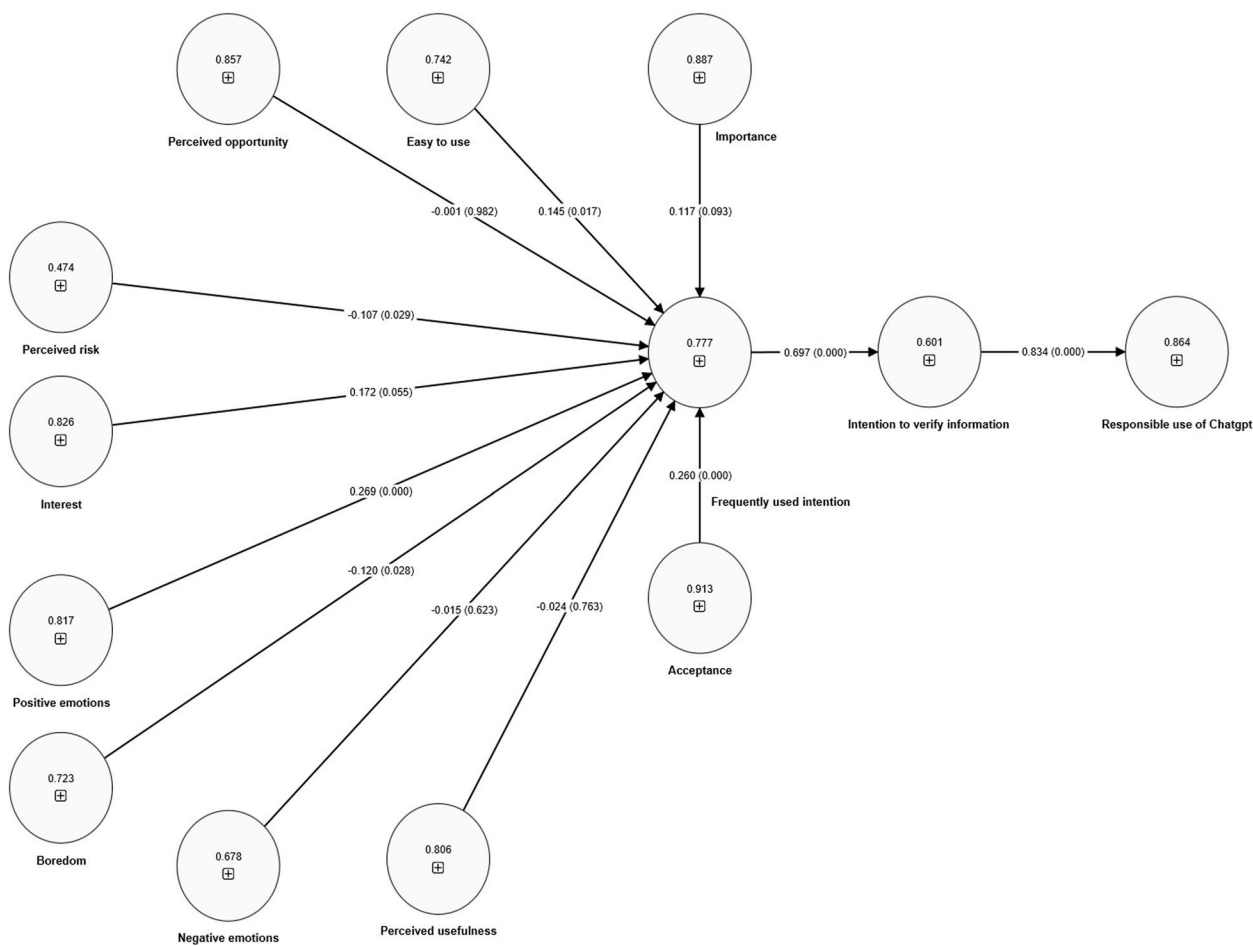 0.857
Perceived opportunity
0.742
Easy to use
0.887
Importance
-0.001 (0.982)
0.145 (0.017)
0.117 (0.093)
0.474
Perceived risk
-0.107 (0.029)
0.777
0.697 (0.000)
0.601
Intention to verify information
0.834 (0.000)
0.864
Responsible use of Chatgpt
0.826
Interest
0.172 (0.055)
0.269 (0.000)
0.260 (0.000)
Frequently used intention
0.817
Positive emotions
-0.120 (0.028)
-0.015 (0.623)
-0.024 (0.763)
0.913
Acceptance
0.723
Boredom
0.678
Negative emotions
0.806
Perceived usefulness